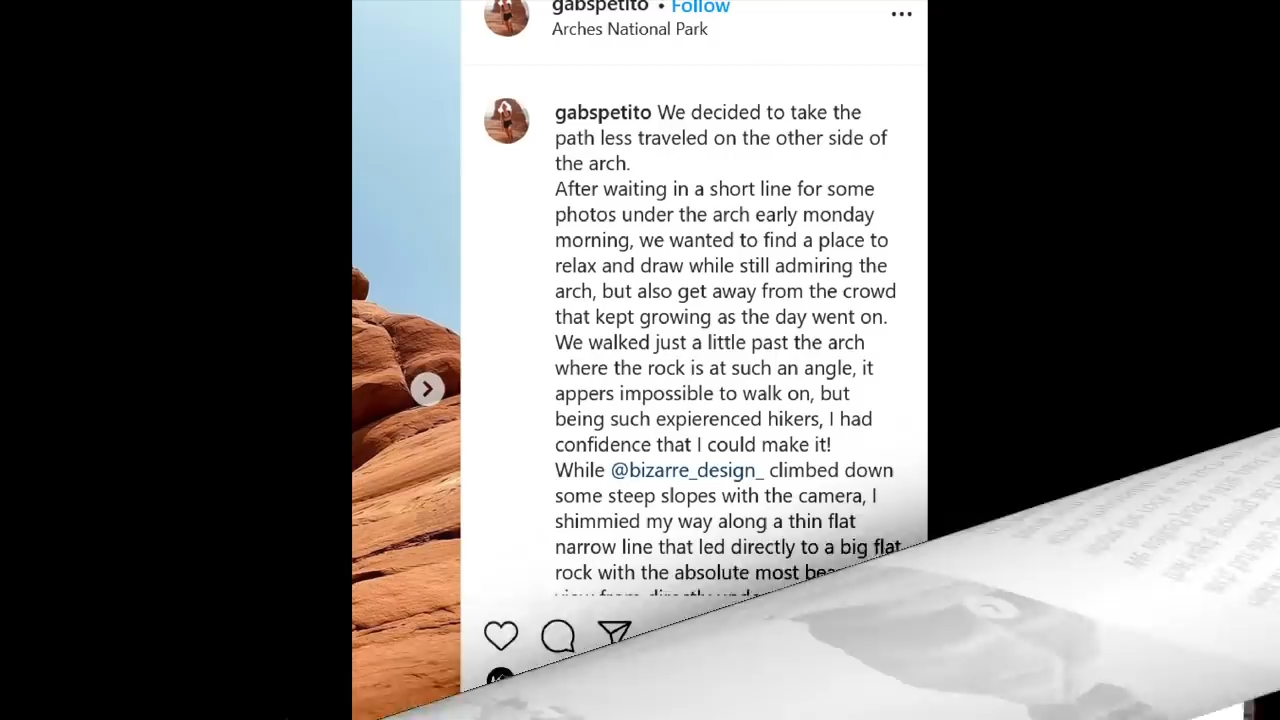 gabspetito • Follow
Arches National Park
gabspetito We decided to take the
path less traveled on the other side of
the arch.
After waiting in a short line for some
photos under the arch early monday
morning, we wanted to find a place to
relax and draw while still admiring the
arch, but also get away from the crowd
that kept growing as the day went on.
We walked just a little past the arch
where the rock is at such an angle, it
appers impossible to walk on, but
being such expierenced hikers, I had
confidence that I could make it!
While @bizarre_design_ climbed down
some steep slopes with the camera, I
shimmied my way along a thin flat
narrow line that led directly to a big flat
rock with the absolute most
view from directly